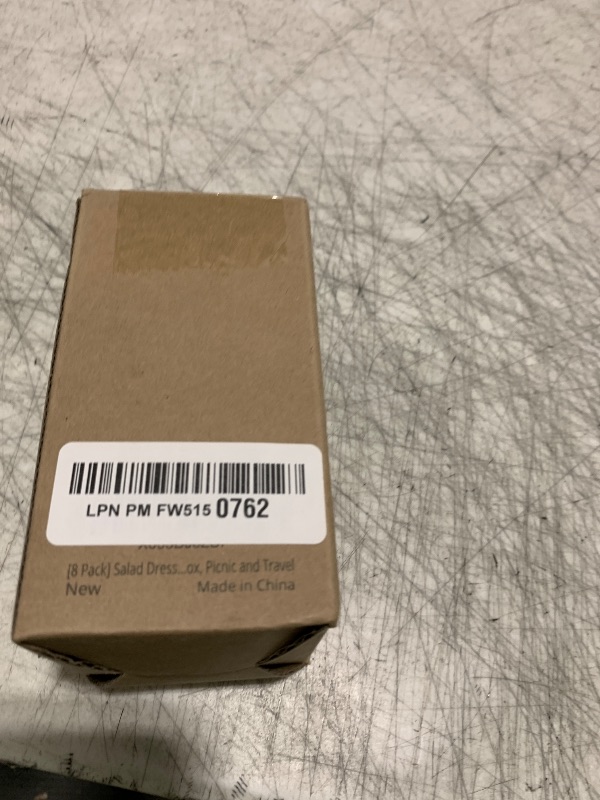 LPN PM FW515 0762
[8 Pack] Salad Dress...ox, Picnic and Travel
New Made in China